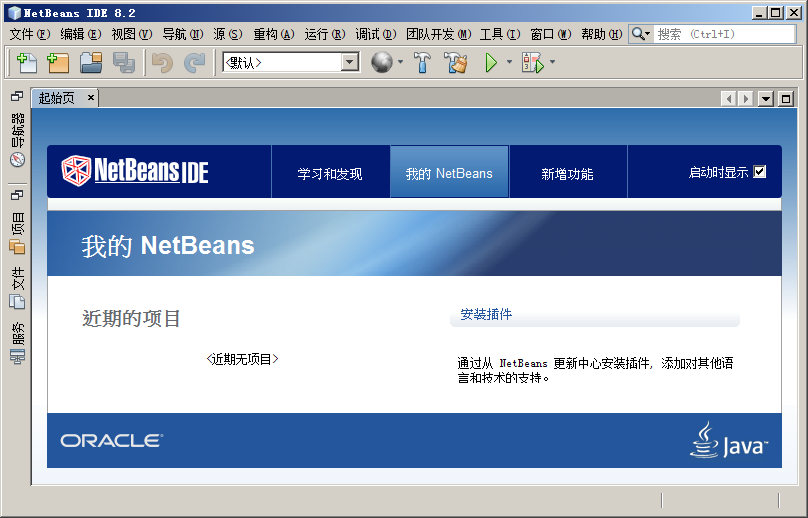 NetBeans IDE 8.2
文件(F) 编辑(E) 视图(V) 导航(N) 源(S) 重构(A) 运行(R) 调试(D) 团队开发(M) 工具(T) 窗口(W) 帮助(H) 搜索 (Ctrl+I)
<默认>
起始页
导航器
项目
文件
服务
NetBeans IDE 学习和发现 我的 NetBeans 新增功能 启动时显示
我的 NetBeans
近期的项目
<近期无项目>
安装插件
通过从 NetBeans 更新中心安装插件, 添加对其他语
言和技术的支持。
ORACLE
Java™